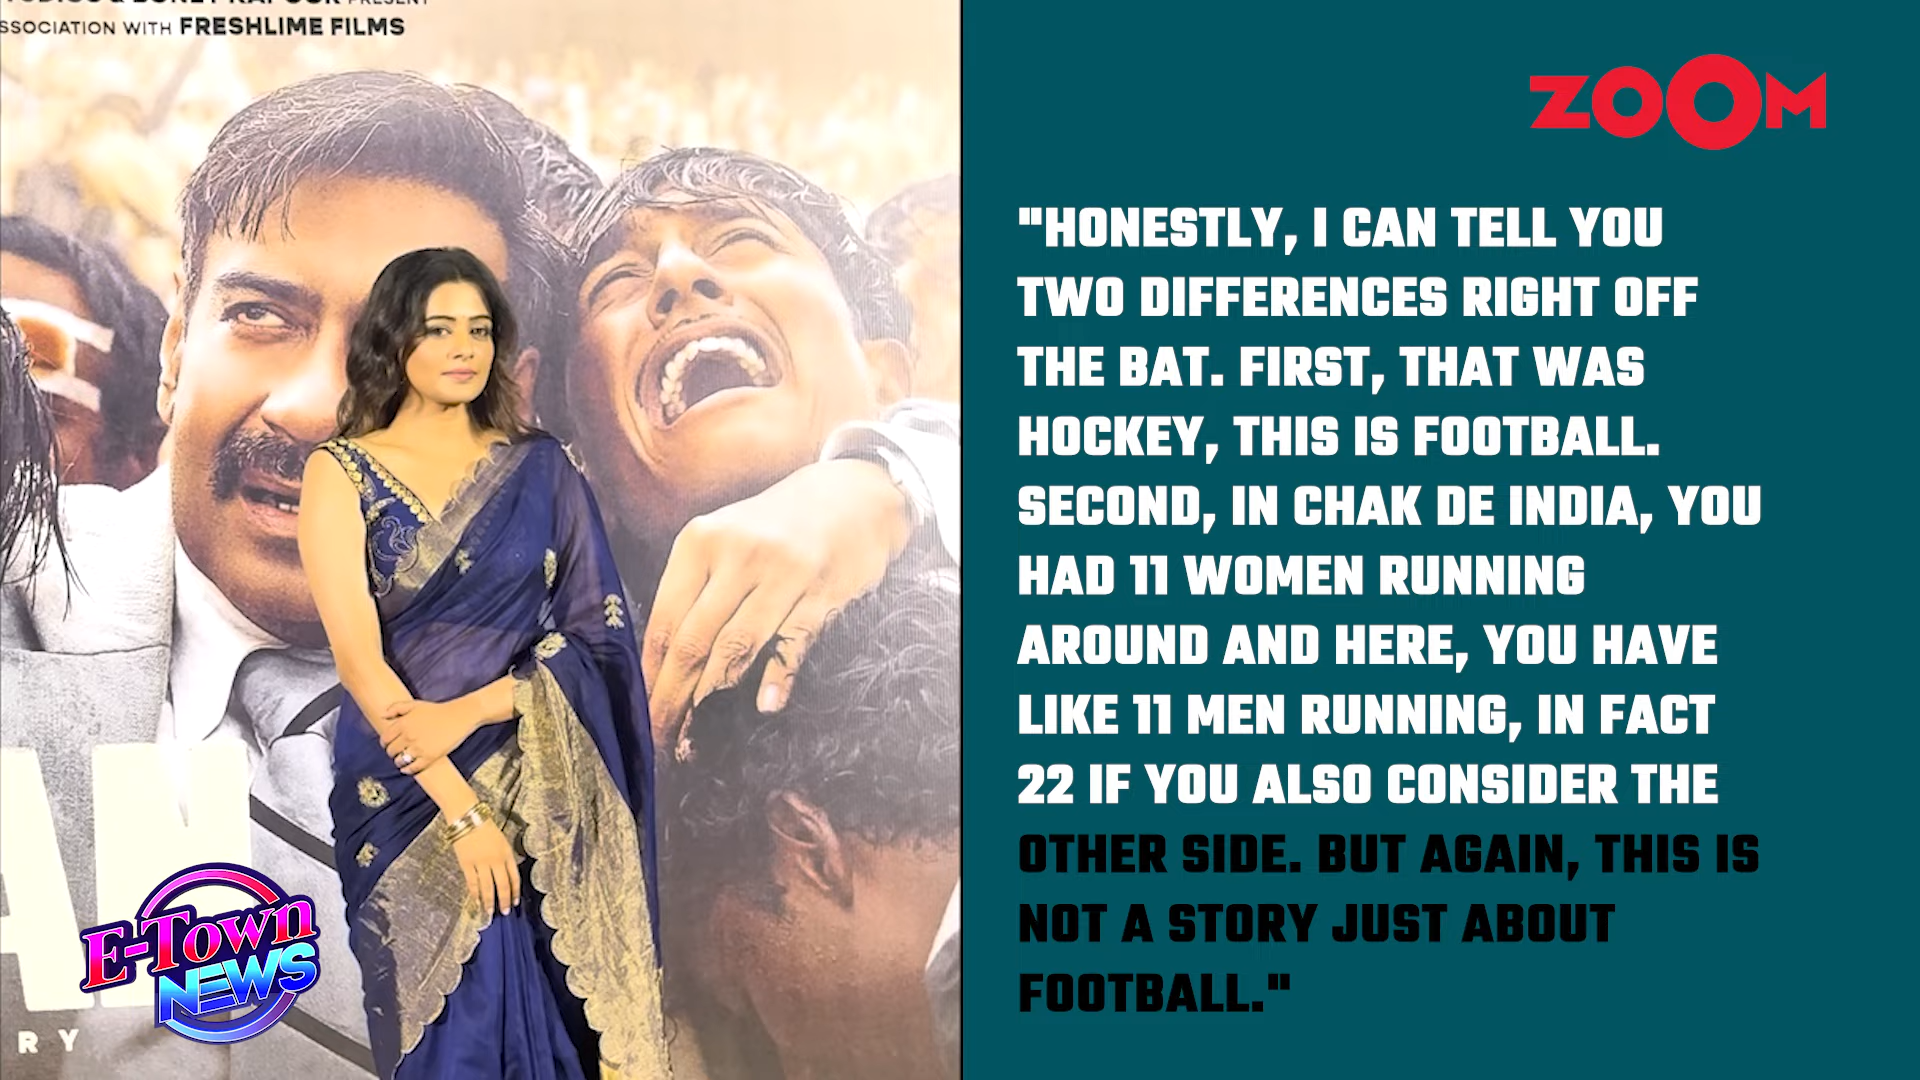 PRESENT
SSOCIATION WITH FRESHLIME FILMS
ZOOM
"HONESTLY, I CAN TELL YOU
TWO DIFFERENCES RIGHT OFF
THE BAT. FIRST, THAT WAS
HOCKEY, THIS IS FOOTBALL.
SECOND, IN CHAK DE INDIA, YOU
HAD 11 WOMEN RUNNING
AROUND AND HERE, YOU HAVE
LIKE 11 MEN RUNNING, IN FACT
22 IF YOU ALSO CONSIDER THE
OTHER SIDE. BUT AGAIN, THIS IS
NOT A STORY JUST ABOUT
FOOTBALL."
AN
RY
E-TOWN
NEWS